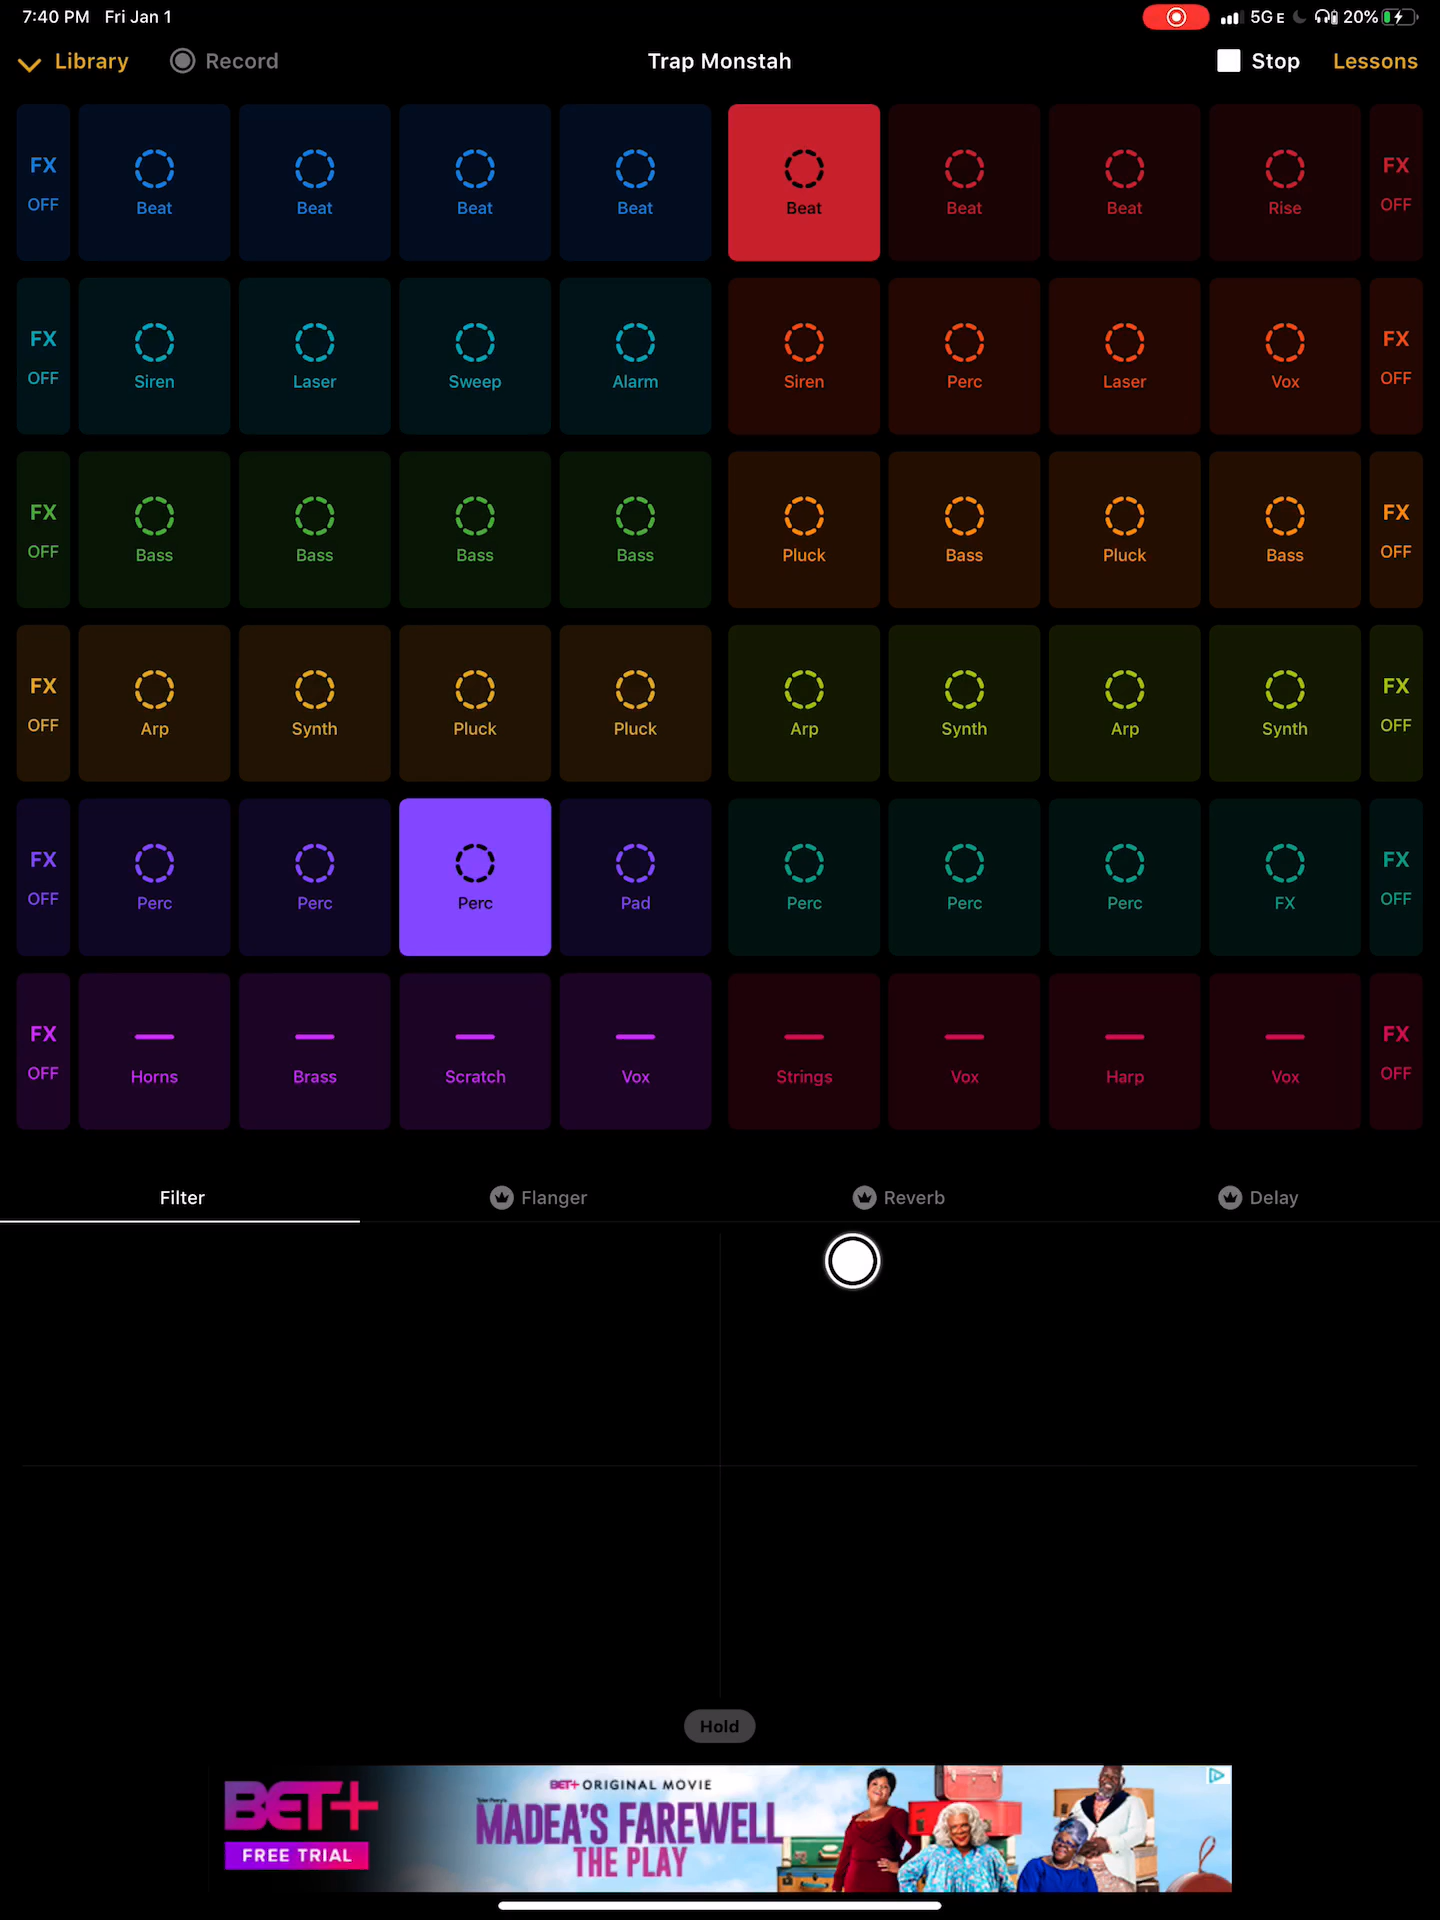 7:40 PM Fri Jan 1 5G E 20%
Library Record Trap Monstah Stop Lessons
FX Beat Beat Beat Beat Beat Beat Beat Rise FX
OFF OFF
FX Siren Laser Sweep Alarm Siren Perc Laser Vox FX
OFF OFF
FX Bass Bass Bass Bass Pluck Bass Pluck Bass FX
OFF OFF
FX Arp Synth Pluck Pluck Arp Synth Arp Synth FX
OFF OFF
FX Perc Perc Perc Pad Perc Perc Perc FX FX
OFF OFF
FX Horns Brass Scratch Vox Strings Vox Harp Vox FX
OFF OFF
Filter Flanger Reverb Delay
Hold
BET+
FREE TRIAL
BET+ ORIGINAL MOVIE
MADEA'S FAREWELL
THE PLAY